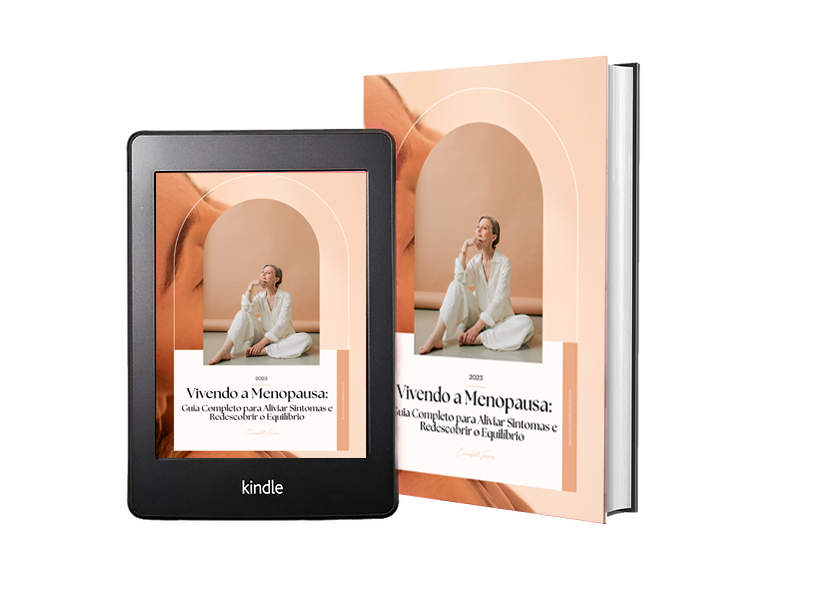 2023
Vivendo a Menopausa:
Guia Completo para Aliviar Sintomas e
Redescobrir o Equilíbrio
kindle
2023
Vivendo a Menopausa:
Guia Completo para Aliviar Sintomas e
Redescobrir o Equilíbrio